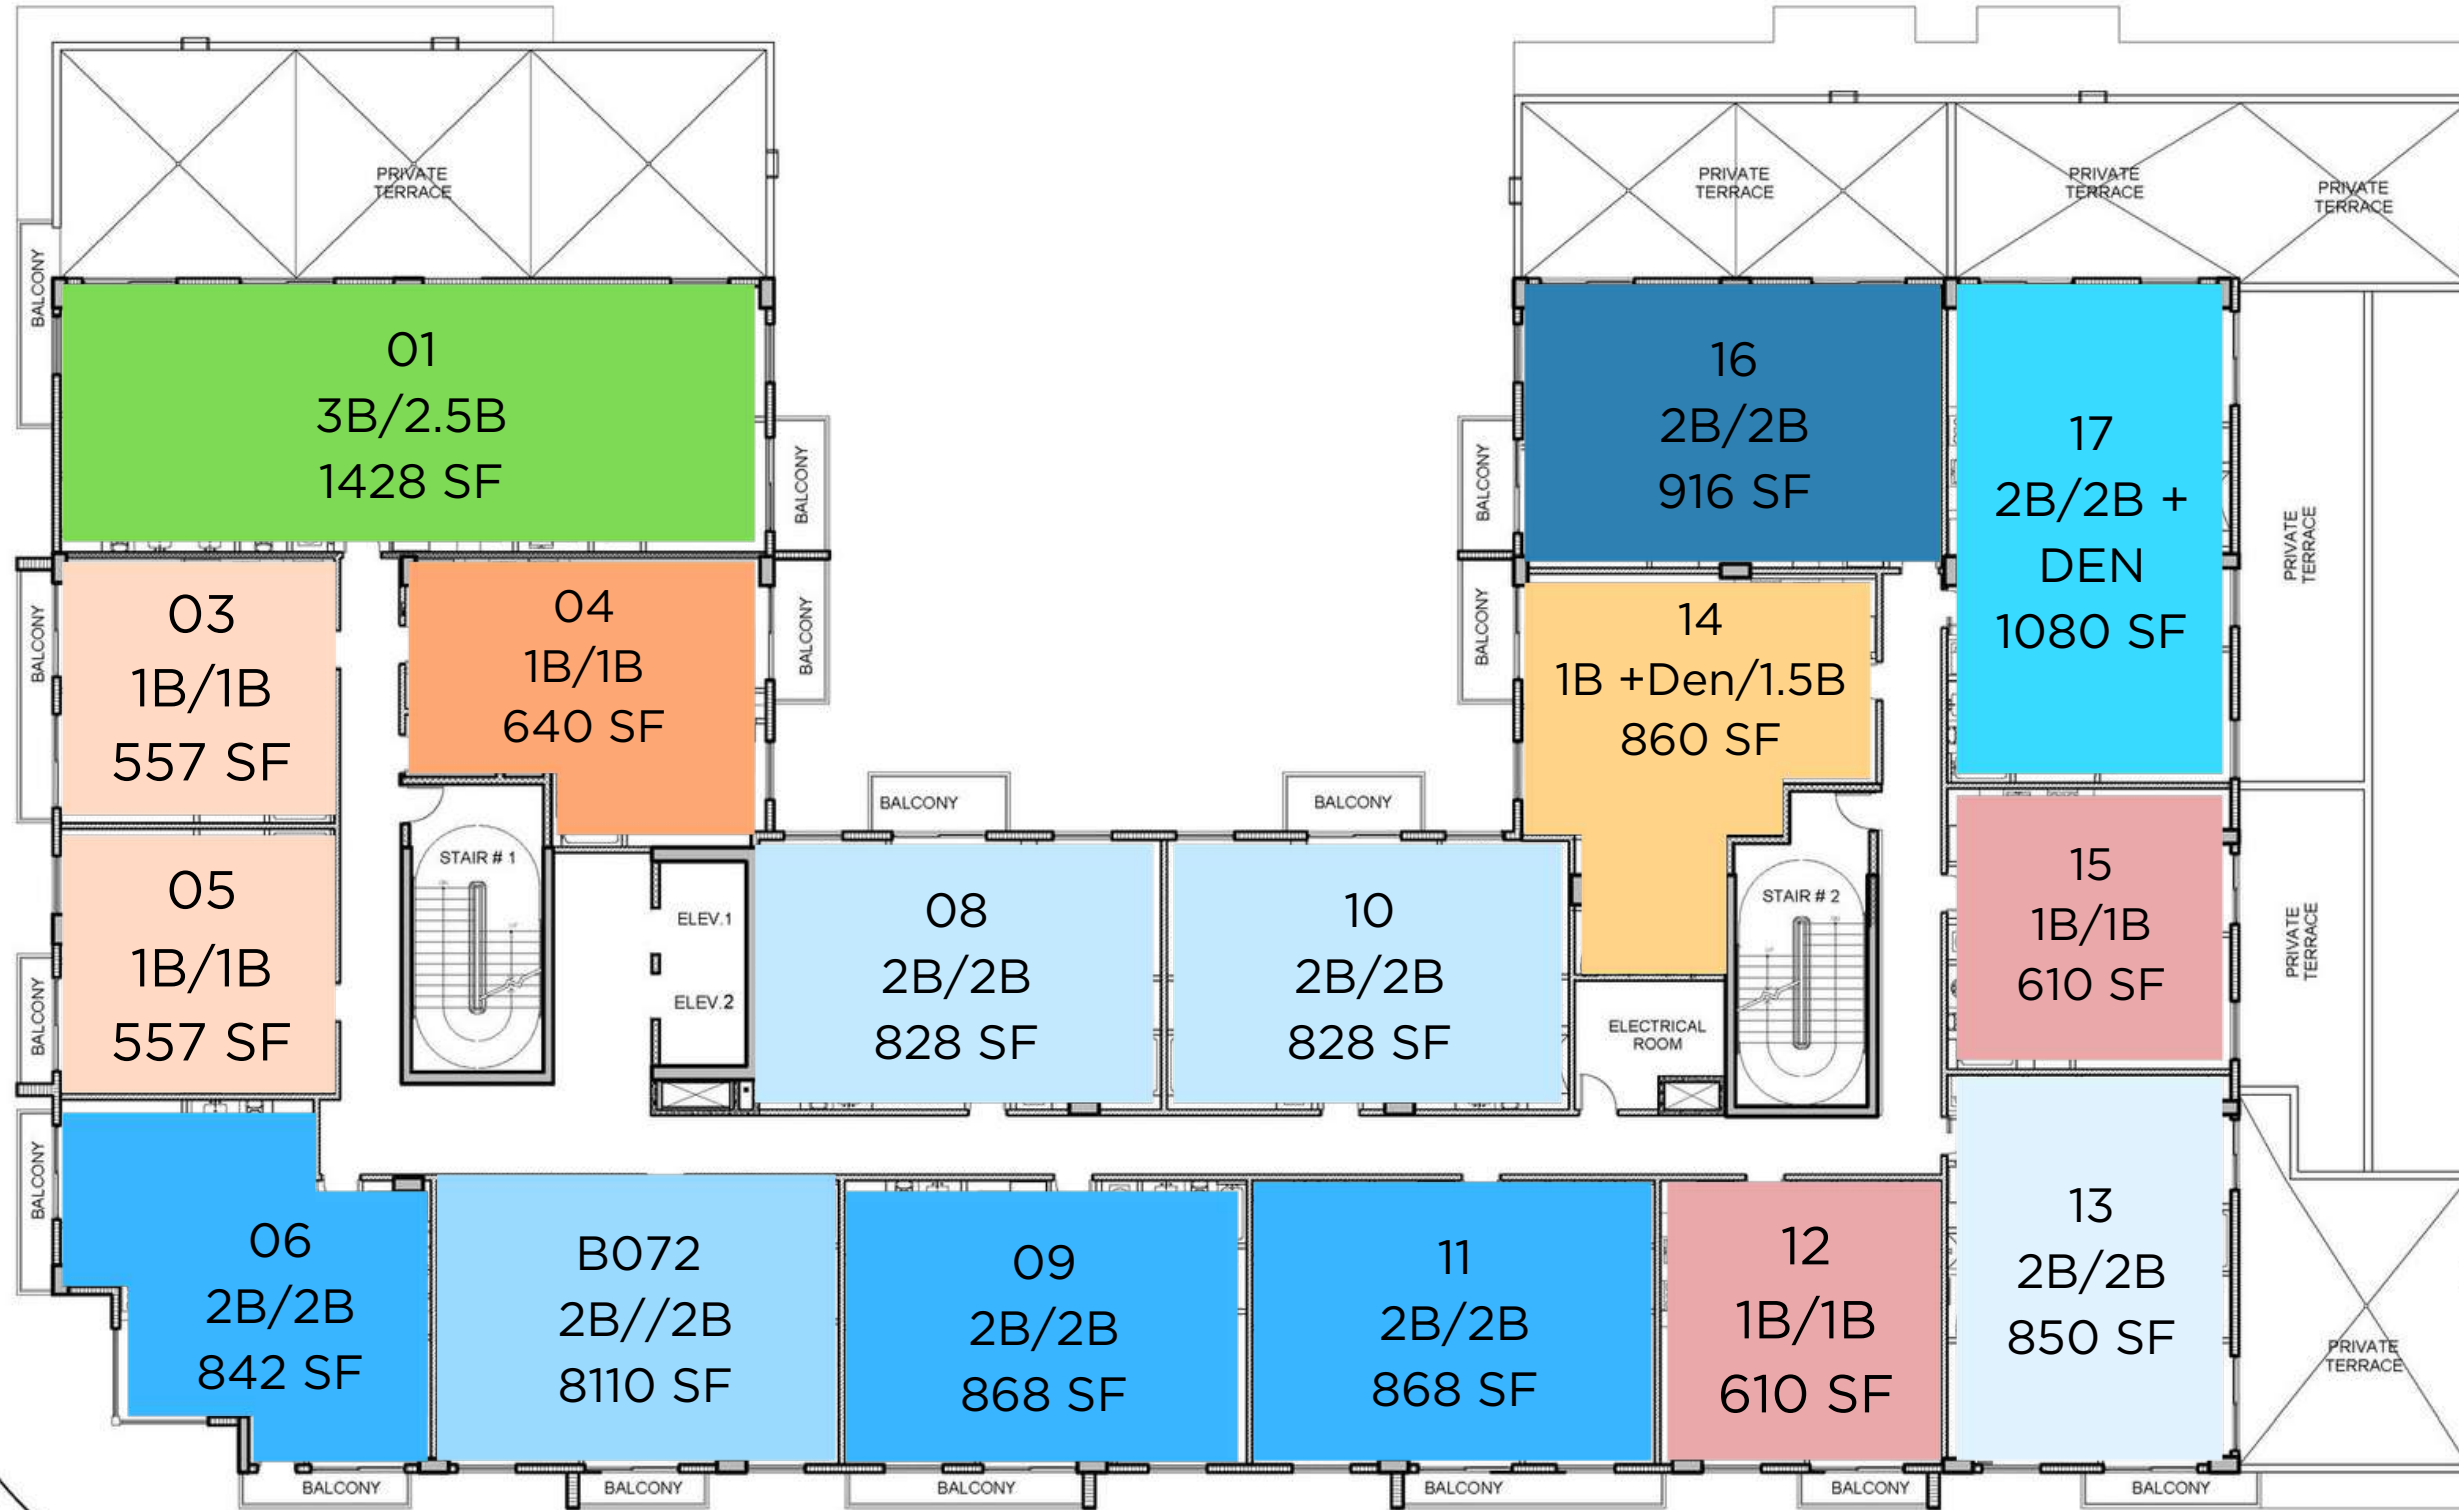 PRIVATE
TERRACE
PRIVATE
TERRACE
PRIVATE
TERRACE
PRIVATE
TERRACE
BALCONY
01
3B/2.5B
1428 SF
BALCONY
BALCONY
16
2B/2B
916 SF
17
2B/2B +
DEN
1080 SF
PRIVATE
TERRACE
BALCONY
03
1B/1B
557 SF
04
1B/1B
640 SF
BALCONY
BALCONY
14
1B +Den/1.5B
860 SF
BALCONY
BALCONY
STAIR # 1
ELEV.1
ELEV.2
05
1B/1B
557 SF
BALCONY
08
2B/2B
828 SF
10
2B/2B
828 SF
STAIR # 2
ELECTRICAL
ROOM
15
1B/1B
610 SF
PRIVATE
TERRACE
BALCONY
06
2B/2B
842 SF
B072
2B//2B
8110 SF
09
2B/2B
868 SF
11
2B/2B
868 SF
12
1B/1B
610 SF
13
2B/2B
850 SF
PRIVATE
TERRACE
BALCONY
BALCONY
BALCONY
BALCONY
BALCONY
BALCONY